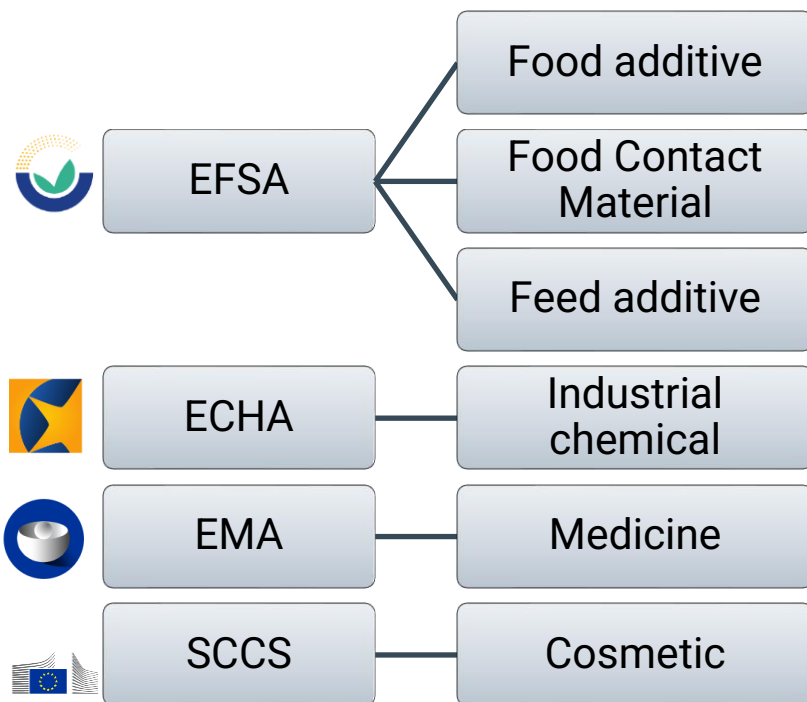 EFSA
Food additive
Food Contact
Material
Feed additive
ECHA
Industrial
chemical
EMA
Medicine
SCCS
Cosmetic